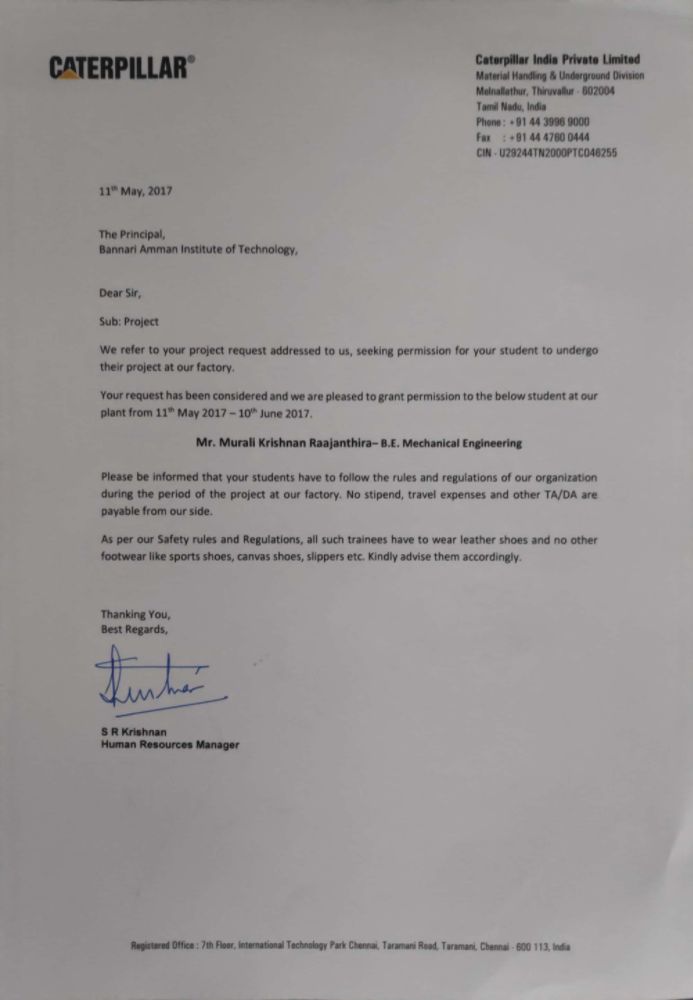 CATERPILLAR®
Caterpillar India Private Limited
Material Handling & Underground Division
Melnallathur, Thiruvallur - 602004
Tamil Nadu, India
Phone : +91 44 3996 9000
Fax : +91 44 4760 0444
CIN - U29244TN2000PTC046255
11th May, 2017
The Principal,
Bannari Amman Institute of Technology,
Dear Sir,
Sub: Project
We refer to your project request addressed to us, seeking permission for your student to undergo
their project at our factory.
Your request has been considered and we are pleased to grant permission to the below student at our
plant from 11th May 2017 – 10th June 2017.
Mr. Murali Krishnan Raajanthira– B.E. Mechanical Engineering
Please be informed that your students have to follow the rules and regulations of our organization
during the period of the project at our factory. No stipend, travel expenses and other TA/DA are
payable from our side.
As per our Safety rules and Regulations, all such trainees have to wear leather shoes and no other
footwear like sports shoes, canvas shoes, slippers etc. Kindly advise them accordingly.
Thanking You,
Best Regards,
S R Krishnan
Human Resources Manager
Registered Office : 7th Floor, International Technology Park Chennai, Taramani Road, Taramani, Chennai - 600 113, India